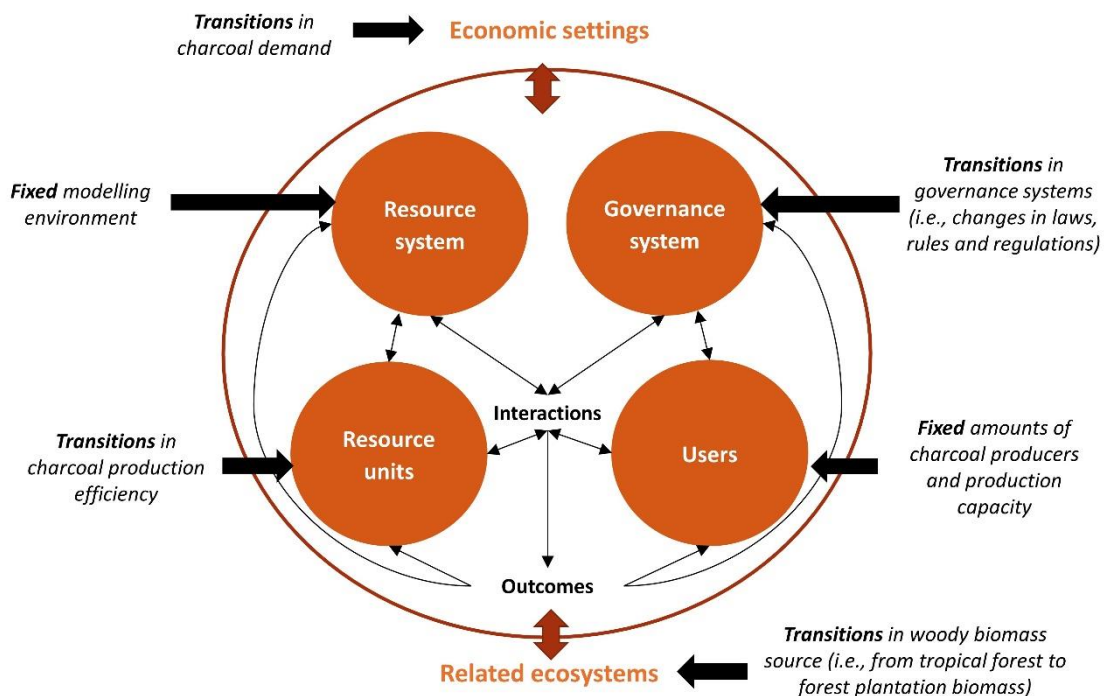 Transitions in
charcoal demand
Economic settings
Fixed modelling
environment
Resource
system
Governance
system
Transitions in
governance systems
(i.e., changes in laws,
rules and regulations)
Interactions
Transitions in
charcoal production
efficiency
Resource
units
Users
Fixed amounts of
charcoal producers
and production
capacity
Outcomes
Related ecosystems
Transitions in woody biomass
source (i.e., from tropical forest to
forest plantation biomass)